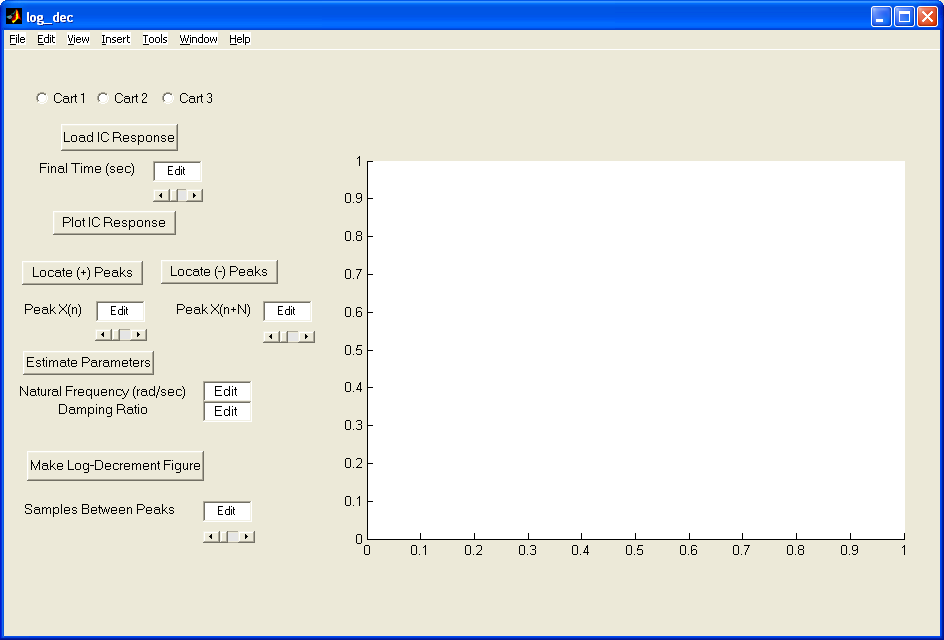 log_dec
File Edit View Insert Tools Window Help
Cart 1 Cart 2 Cart 3
Load IC Response
Final Time (sec) Edit
Plot IC Response
Locate (+) Peaks Locate (-) Peaks
Peak X(n) Edit Peak X(n+N) Edit
Estimate Parameters
Natural Frequency (rad/sec) Edit
Damping Ratio Edit
Make Log-Decrement Figure
Samples Between Peaks Edit
1
0.9
0.8
0.7
0.6
0.5
0.4
0.3
0.2
0.1
0
0 0.1 0.2 0.3 0.4 0.5 0.6 0.7 0.8 0.9 1